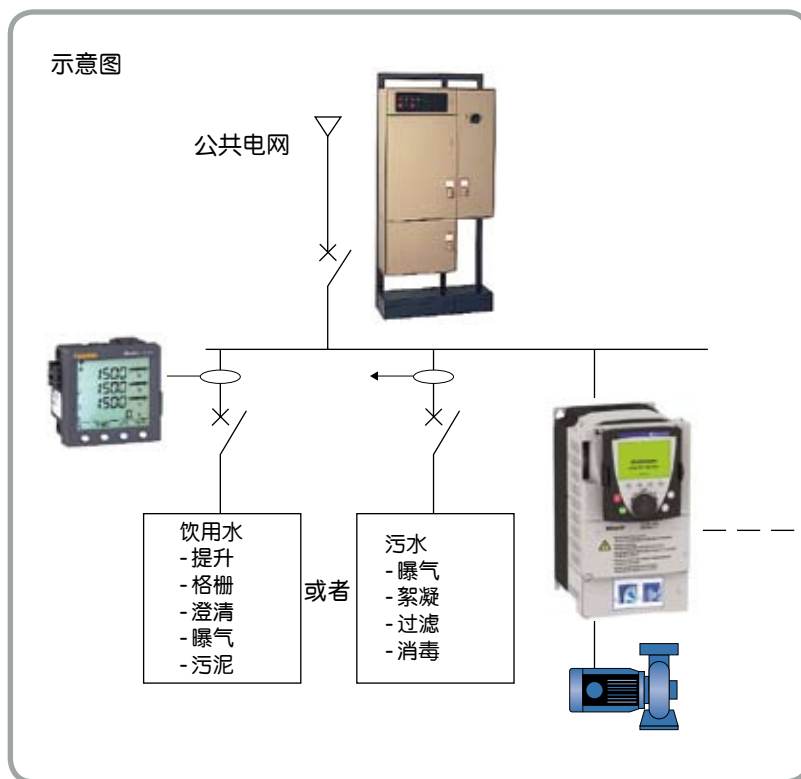 示意图
公共电网
1500
1500
1500
饮用水
-提升
-格栅
-澄清
-曝气
-污泥
或者
污水
-曝气
-絮凝
-过滤
-消毒